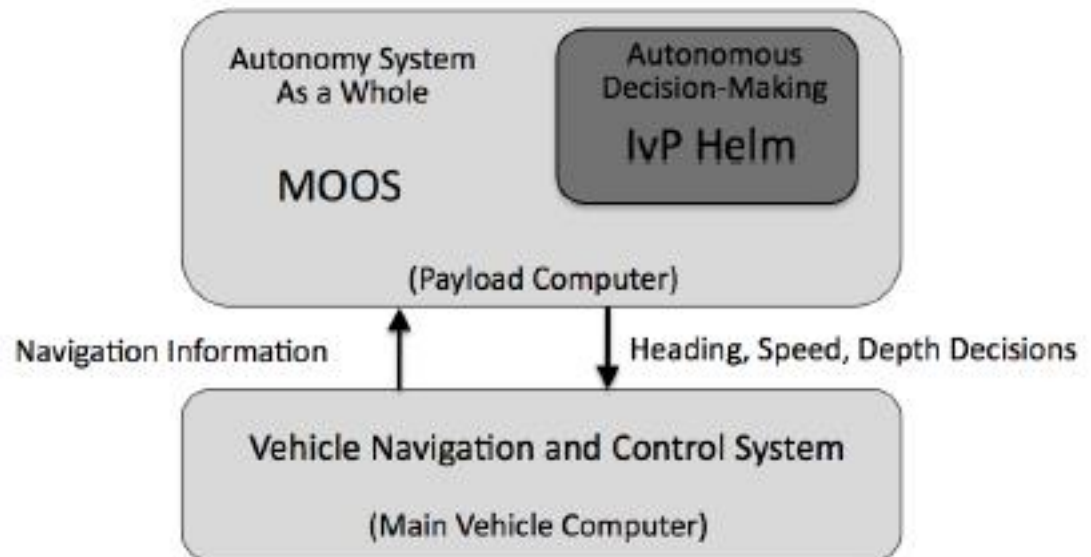 Autonomy System
As a Whole
MOOS
Autonomous
Decision-Making
IvP Helm
(Payload Computer)
Navigation Information
Heading, Speed, Depth Decisions
Vehicle Navigation and Control System
(Main Vehicle Computer)